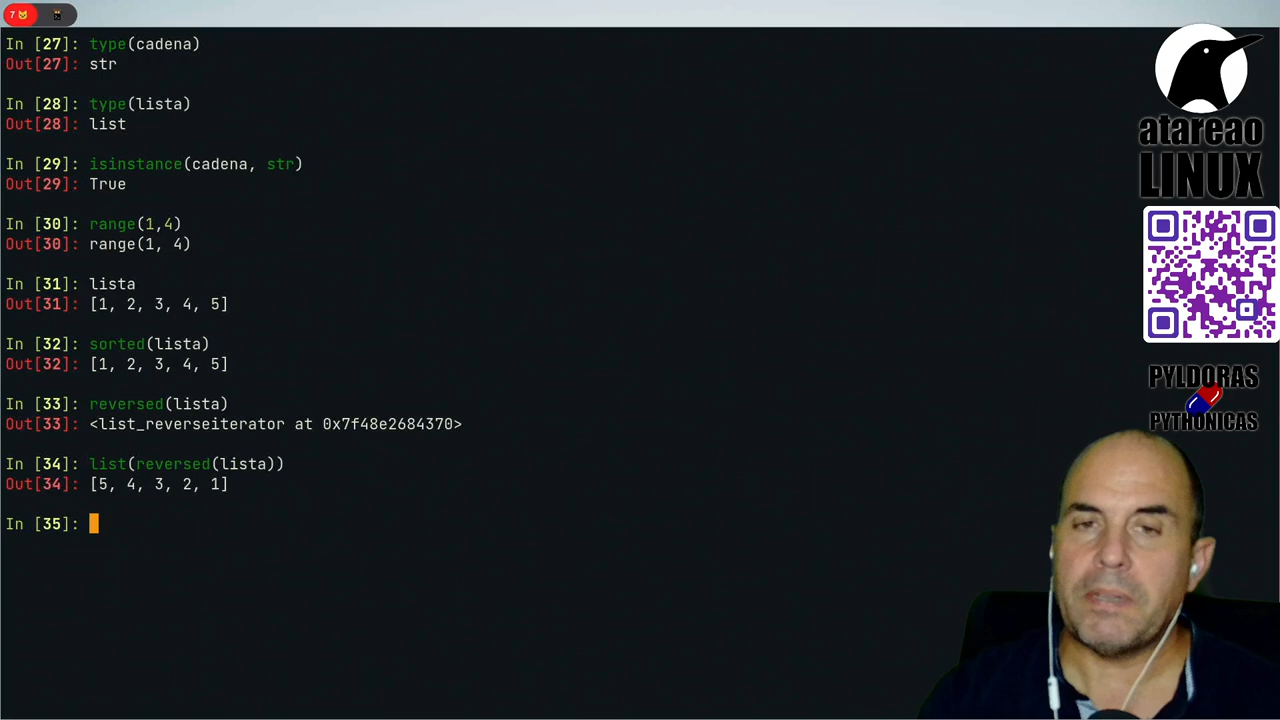 7
In [27]: type(cadena)
Out[27]: str
In [28]: type(lista)
Out[28]: list
In [29]: isinstance(cadena, str)
Out[29]: True
In [30]: range(1,4)
Out[30]: range(1, 4)
In [31]: lista
Out[31]: [1, 2, 3, 4, 5]
In [32]: sorted(lista)
Out[32]: [1, 2, 3, 4, 5]
In [33]: reversed(lista)
Out[33]: <list_reverseiterator at 0x7f48e2684370>
In [34]: list(reversed(lista))
Out[34]: [5, 4, 3, 2, 1]
In [35]:
atareao
LINUX
PYLDORAS
PYTHONICAS